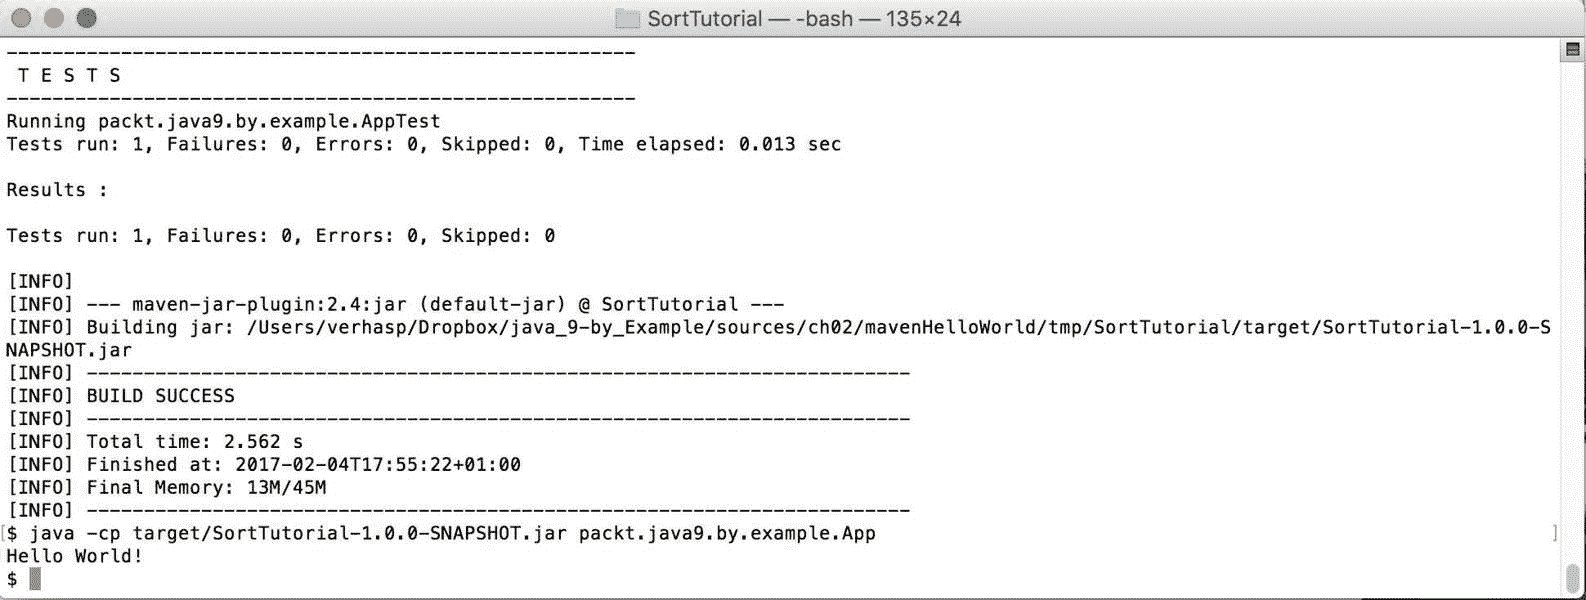 SortTutorial — -bash — 135×24
-------------------------------------------------------
 T E S T S
-------------------------------------------------------
Running packt.java9.by.example.AppTest
Tests run: 1, Failures: 0, Errors: 0, Skipped: 0, Time elapsed: 0.013 sec

Results :

Tests run: 1, Failures: 0, Errors: 0, Skipped: 0

[INFO]
[INFO] --- maven-jar-plugin:2.4:jar (default-jar) @ SortTutorial ---
[INFO] Building jar: /Users/verhasp/Dropbox/java_9-by_Example/sources/ch02/mavenHelloWorld/tmp/SortTutorial/target/SortTutorial-1.0.0-S
NAPSHOT.jar
[INFO] ------------------------------------------------------------------------
[INFO] BUILD SUCCESS
[INFO] ------------------------------------------------------------------------
[INFO] Total time: 2.562 s
[INFO] Finished at: 2017-02-04T17:55:22+01:00
[INFO] Final Memory: 13M/45M
[INFO] ------------------------------------------------------------------------
[$ java -cp target/SortTutorial-1.0.0-SNAPSHOT.jar packt.java9.by.example.App ]
Hello World!
$